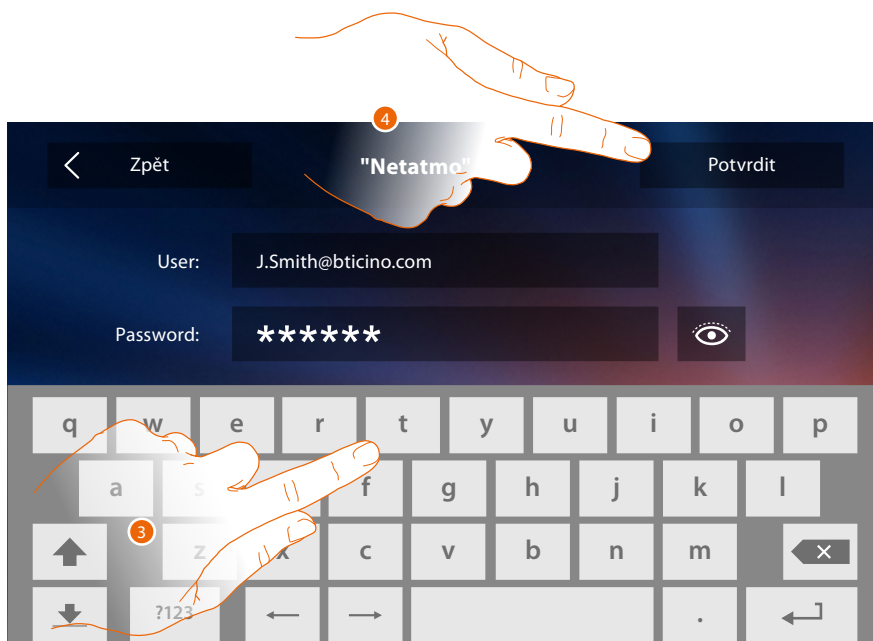 4
Zpět
"Netatmo"
Potvrdit
User:
J.Smith@bticino.com
Password:
******
q w e r t y u i o p
a s f g h j k l
3
z x c v b n m
?123 .